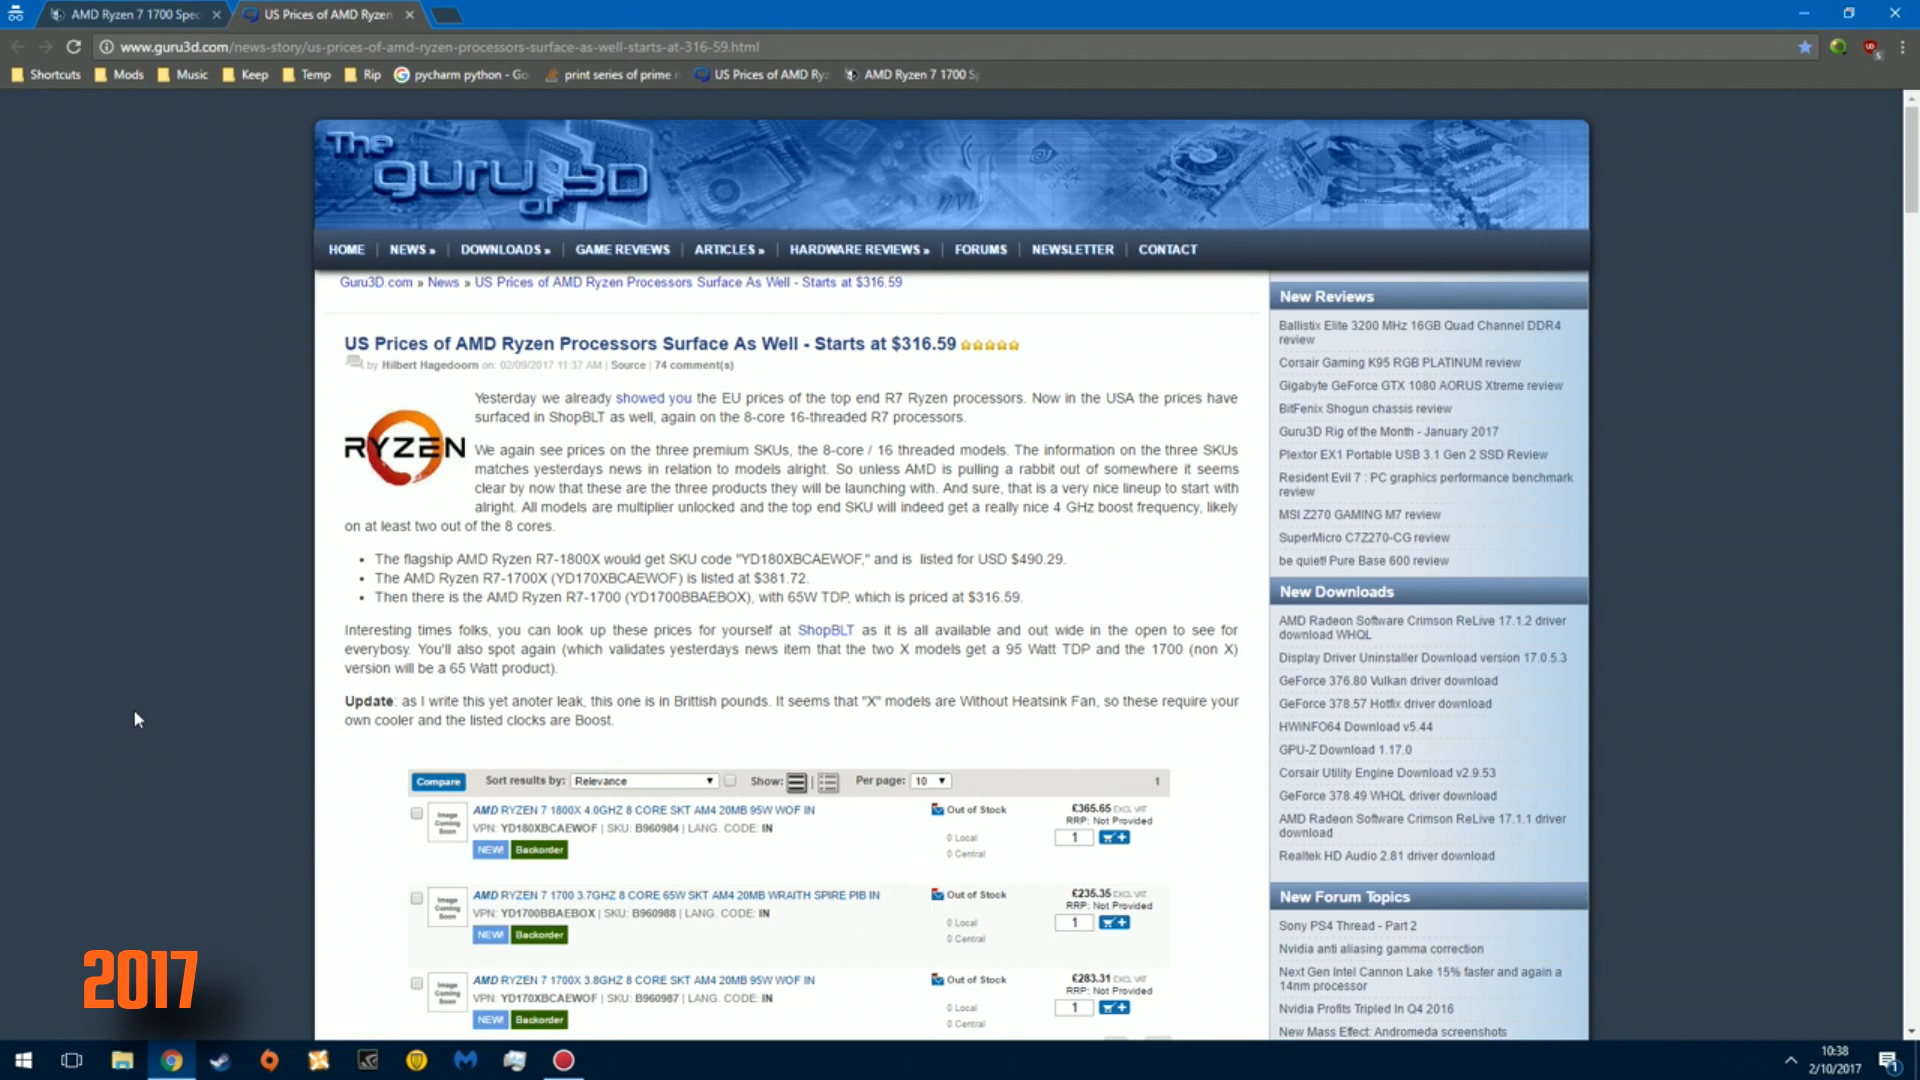 AMD Ryzen 7 1700 Spec
US Prices of AMD Ryzen
www.guru3d.com/news-story/us-prices-of-amd-ryzen-processors-surface-as-well-starts-at-316-59.html
Shortcuts
Mods
Music
Keep
Temp
Rip
pycharm python - Go
print series of prime
US Prices of AMD Ry
AMD Ryzen 7 1700 Sp
The guru of 3D
HOME
NEWS »
DOWNLOADS »
GAME REVIEWS
ARTICLES »
HARDWARE REVIEWS »
FORUMS
NEWSLETTER
CONTACT
Guru3D.com » News » US Prices of AMD Ryzen Processors Surface As Well - Starts at $316.59
US Prices of AMD Ryzen Processors Surface As Well - Starts at $316.59
by Hilbert Hagedoorn on: 02/09/2017 11:37 AM | Source | 74 comment(s)
RYZEN
Yesterday we already showed you the EU prices of the top end R7 Ryzen processors. Now in the USA the prices have
surfaced in ShopBLT as well, again on the 8-core 16-threaded R7 processors.
We again see prices on the three premium SKUs, the 8-core / 16 threaded models. The information on the three SKUs
matches yesterdays news in relation to models alright. So unless AMD is pulling a rabbit out of somewhere it seems
clear by now that these are the three products they will be launching with. And sure, that is a very nice lineup to start with
alright. All models are multiplier unlocked and the top end SKU will indeed get a really nice 4 GHz boost frequency, likely
on at least two out of the 8 cores.
• The flagship AMD Ryzen R7-1800X would get SKU code "YD180XBCAEWOF," and is listed for USD $490.29.
• The AMD Ryzen R7-1700X (YD170XBCAEWOF) is listed at $381.72.
• Then there is the AMD Ryzen R7-1700 (YD1700BBAEBOX), with 65W TDP, which is priced at $316.59.
Interesting times folks, you can look up these prices for yourself at ShopBLT as it is all available and out wide in the open to see for
everybosy. You'll also spot again (which validates yesterdays news item that the two X models get a 95 Watt TDP and the 1700 (non X)
version will be a 65 Watt product).
Update: as I write this yet anoter leak, this one is in Brittish pounds. It seems that "X" models are Without Heatsink Fan, so these require your
own cooler and the listed clocks are Boost.
Compare
Sort results by: Relevance
Show:
Per page: 10
1
Image Coming Soon
AMD RYZEN 7 1800X 4.0GHZ 8 CORE SKT AM4 20MB 95W WOF IN
VPN: YD180XBCAEWOF | SKU: B960984 | LANG. CODE: IN
NEW! Backorder
Out of Stock
0 Local
0 Central
£365.65 EXCL VAT
RRP: Not Provided
1
Image Coming Soon
AMD RYZEN 7 1700 3.7GHZ 8 CORE 65W SKT AM4 20MB WRAITH SPIRE PIB IN
VPN: YD1700BBAEBOX | SKU: B960988 | LANG. CODE: IN
NEW! Backorder
Out of Stock
0 Local
0 Central
£235.35 EXCL VAT
RRP: Not Provided
1
Image Coming Soon
AMD RYZEN 7 1700X 3.8GHZ 8 CORE SKT AM4 20MB 95W WOF IN
VPN: YD170XBCAEWOF | SKU: B960987 | LANG. CODE: IN
NEW! Backorder
Out of Stock
0 Local
0 Central
£283.31 EXCL VAT
RRP: Not Provided
1
New Reviews
Ballistix Elite 3200 MHz 16GB Quad Channel DDR4
review
Corsair Gaming K95 RGB PLATINUM review
Gigabyte GeForce GTX 1080 AORUS Xtreme review
BitFenix Shogun chassis review
Guru3D Rig of the Month - January 2017
Plextor EX1 Portable USB 3.1 Gen 2 SSD Review
Resident Evil 7 : PC graphics performance benchmark
review
MSI Z270 GAMING M7 review
SuperMicro C7Z270-CG review
be quiet! Pure Base 600 review
New Downloads
AMD Radeon Software Crimson ReLive 17.1.2 driver
download WHQL
Display Driver Uninstaller Download version 17.0.5.3
GeForce 376.80 Vulkan driver download
GeForce 378.57 Hotfix driver download
HWiNFO64 Download v5.44
GPU-Z Download 1.17.0
Corsair Utility Engine Download v2.9.53
GeForce 378.49 WHQL driver download
AMD Radeon Software Crimson ReLive 17.1.1 driver
download
Realtek HD Audio 2.81 driver download
New Forum Topics
Sony PS4 Thread - Part 2
Nvidia anti aliasing gamma correction
Next Gen Intel Cannon Lake 15% faster and again a
14nm processor
Nvidia Profits Tripled In Q4 2016
New Mass Effect: Andromeda screenshots
2017
10:38
2/10/2017
1